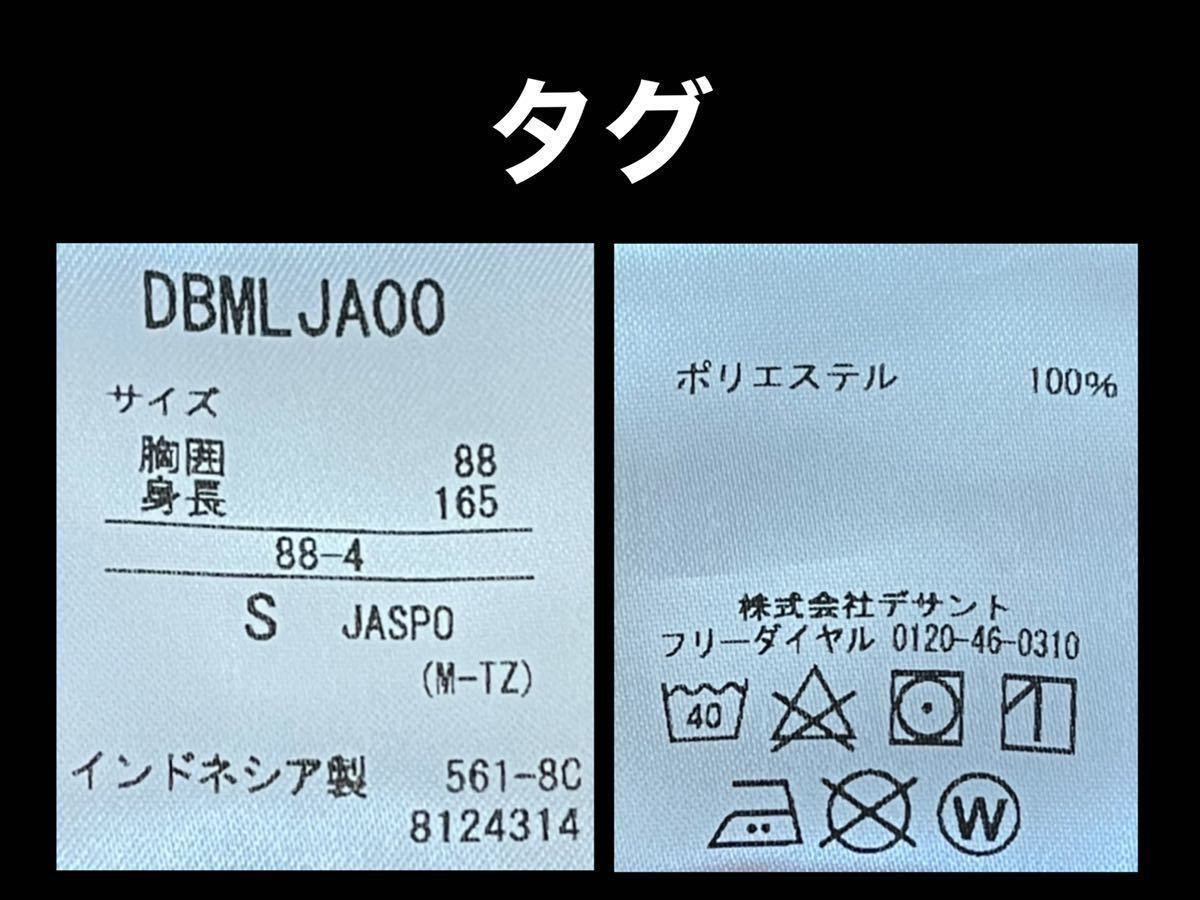 タグ
DBMLJA00
サイズ
胸囲 88
身長 165
88-4
S JASPO
(M-TZ)
インドネシア製 561-8C
8124314
ポリエステル 100%
株式会社デサント
フリーダイヤル 0120-46-0310
40
W